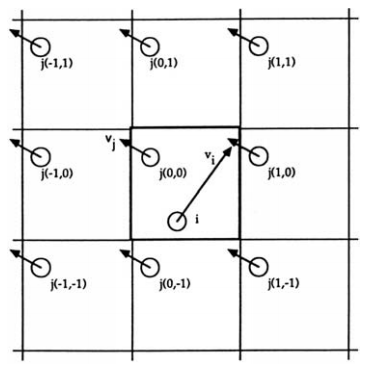 j(-1,1) j(0,1) j(1,1)
v_j v_i
j(-1,0) j(0,0) j(1,0)
i
j(-1,-1) j(0,-1) j(1,-1)